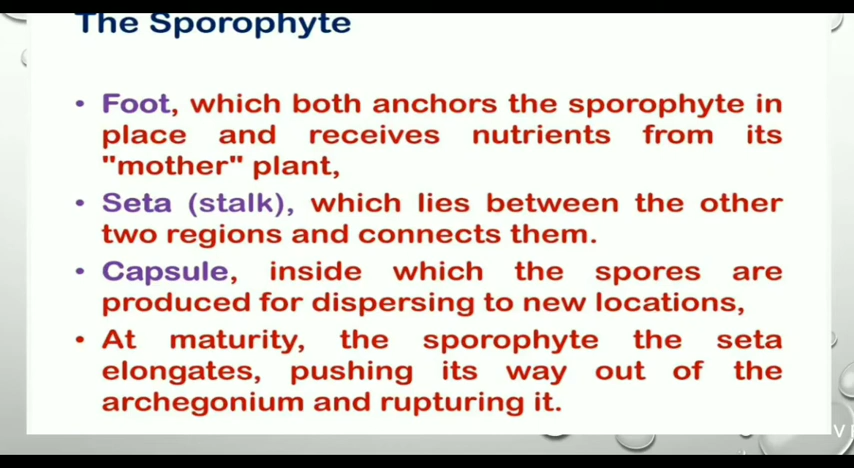 The Sporophyte
• Foot, which both anchors the sporophyte in
place and receives nutrients from its
"mother" plant,
• Seta (stalk), which lies between the other
two regions and connects them.
• Capsule, inside which the spores are
produced for dispersing to new locations,
• At maturity, the sporophyte the seta
elongates, pushing its way out of the
archegonium and rupturing it.